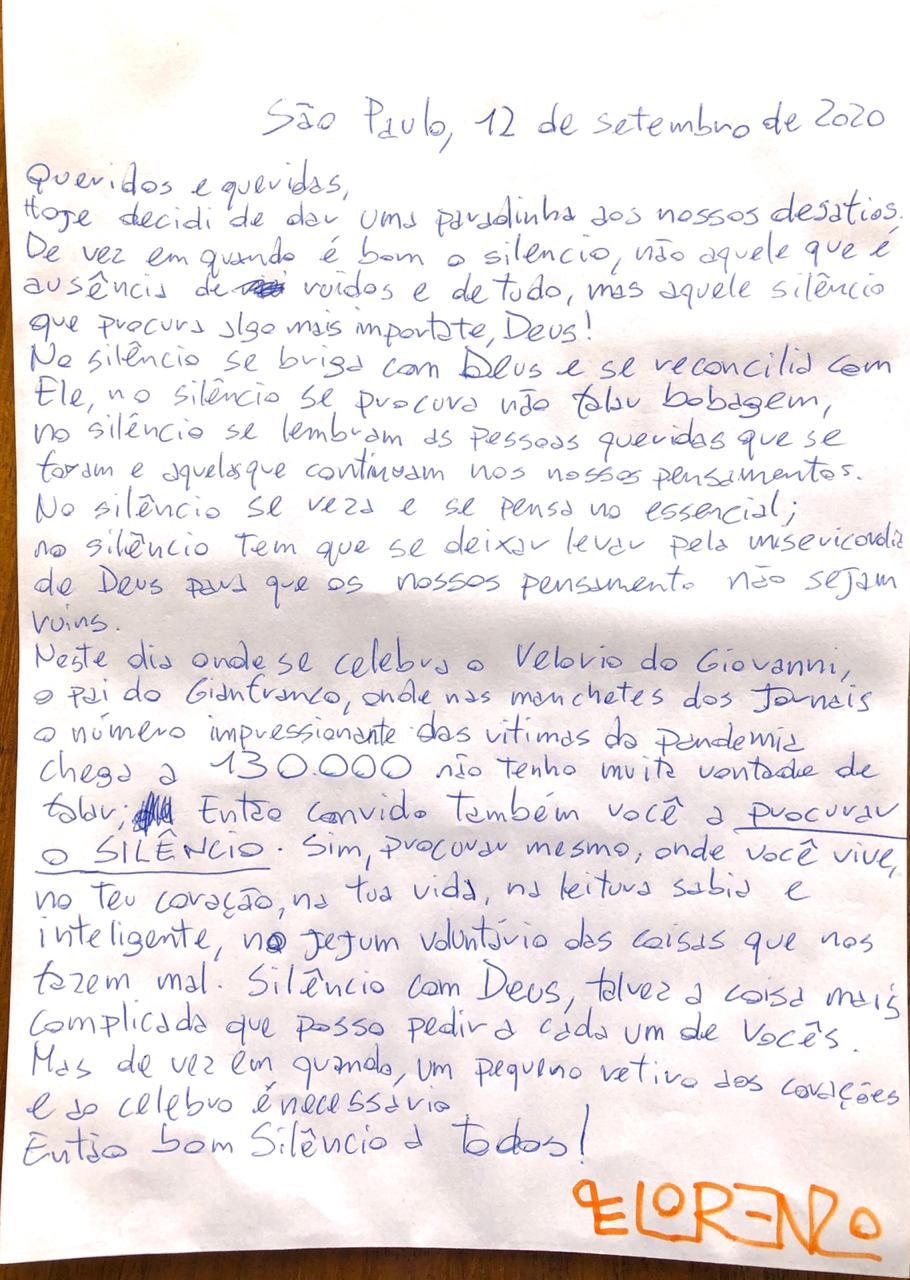 São Paulo, 12 de setembro de 2020
Queridos e queridas,
Hoje decidi de dar uma paradinha aos nossos desafios.
De vez em quando é bom o silencio, não aquele que é
ausência de ruidos e de tudo, mas aquele silêncio
que procura algo mais importate, Deus!
No silêncio se briga com Deus e se reconcilia com
Ele, no silêncio se procura não falar bobagem,
no silêncio se lembram as pessoas queridas que se
foram e aquelas que continuam nos nossos pensamentos.
No silêncio se reza e se pensa no essencial;
no silêncio tem que se deixar levar pela misericordia
de Deus para que os nossos pensamento não sejam
ruins.
Neste dia onde se celebra o Velorio do Giovanni,
o pai do Gianfranco, onde nas manchetes dos Jornais
o número impressionante das vitimas da pandemia
chega a 130.000 não tenho muita vontade de
falar; Então convido também você a procurar
o SILÊNCIO. Sim, procurar mesmo, onde você vive,
no teu coração, na tua vida, na leitura sabia e
inteligente, no jejum voluntário das coisas que nos
fazem mal. Silêncio com Deus, talvez a coisa mais
complicada que posso pedir a cada um de Vocês.
Mas de vez em quando, um pequeno retiro aos corações
e ao celebro é necessário.
Então bom Silêncio a todos!
LORENZO